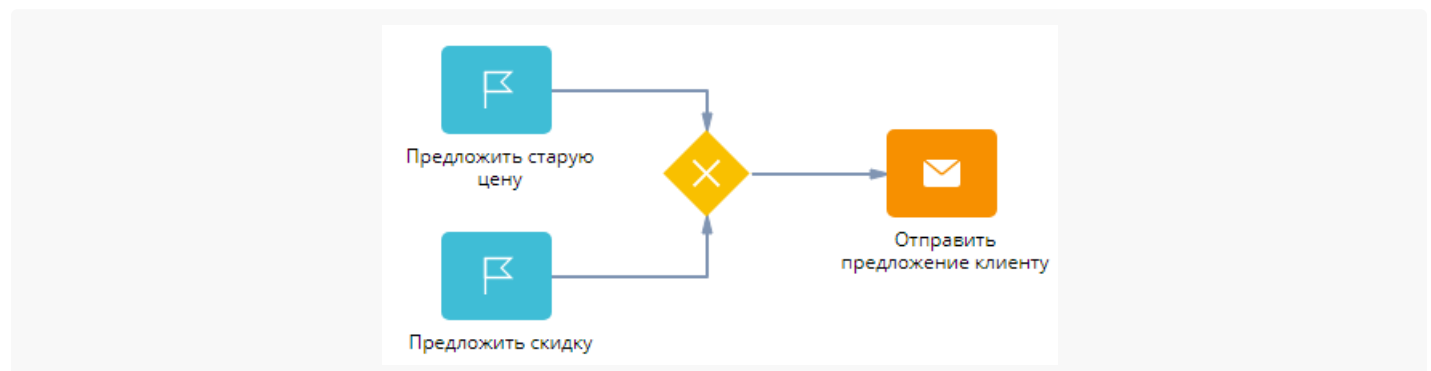 Предложить старую
цену
Отправить
предложение клиенту
Предложить скидку